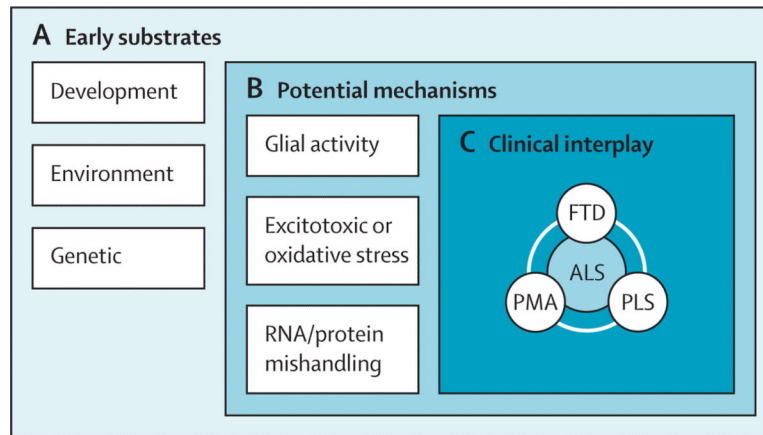 A Early substrates
Development
Environment
Genetic
B Potential mechanisms
Glial activity
Excitotoxic or
oxidative stress
RNA/protein
mishandling
C Clinical interplay
FTD
ALS
PMA
PLS